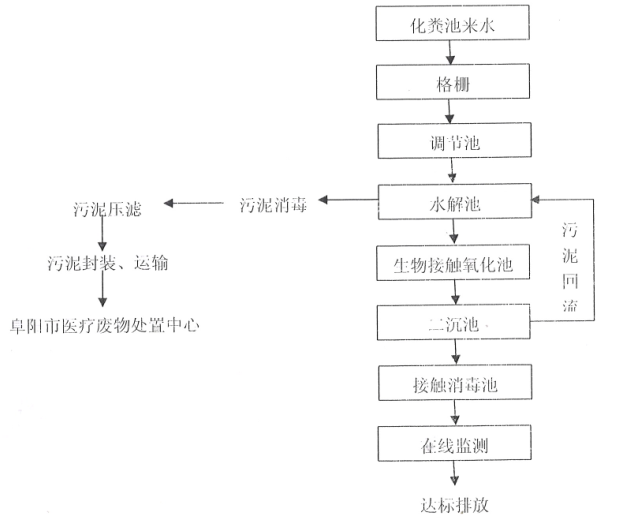 化粪池来水
格栅
调节池
水解池
污泥消毒
污泥压滤
污泥封装、运输
阜阳市医疗废物处置中心
生物接触氧化池
二沉池
污泥回流
接触消毒池
在线监测
达标排放